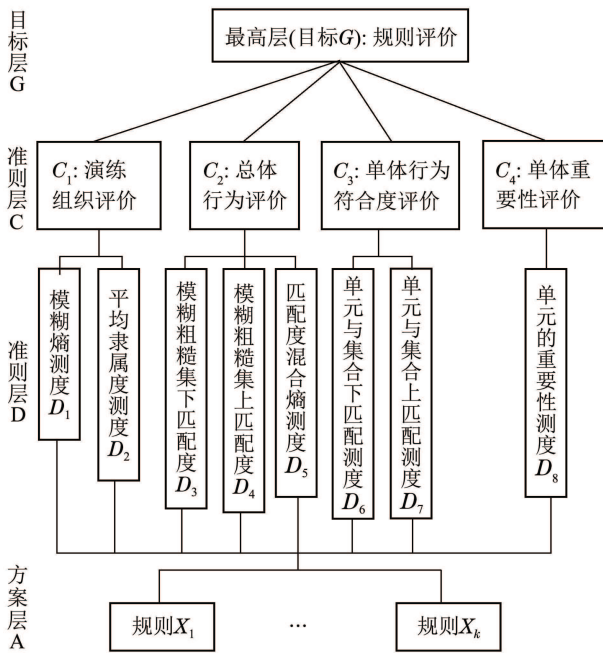 目标层G
最高层(目标G): 规则评价
准则层C
C₁: 演练
组织评价
C₂: 总体
行为评价
C₃: 单体行为
符合度评价
C₄: 单体重
要性评价
准则层D
模糊熵测度D₁
平均隶属度测度D₂
模糊粗糙集下匹配度D₃
模糊粗糙集上匹配度D₄
匹配度混合熵测度D₅
单元与集合下匹配测度D₆
单元与集合上匹配测度D₇
单元的重要性测度D₈
方案层A
规则X₁
...
规则Xₖ